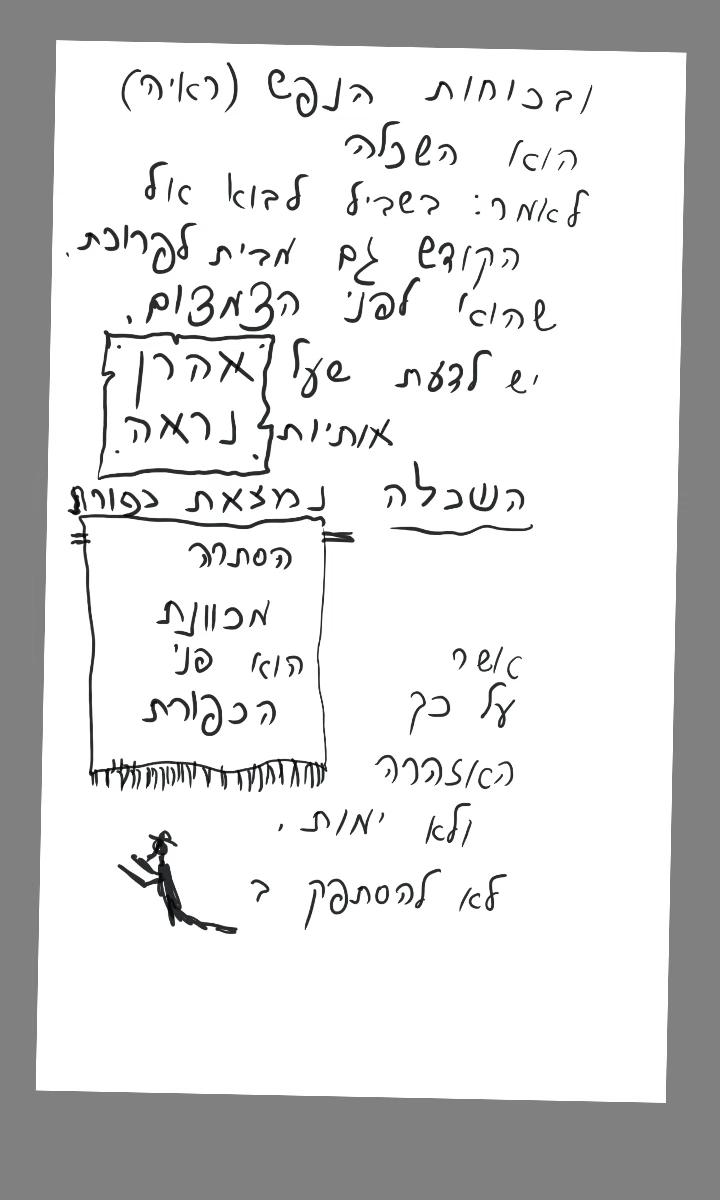 ובכוחות הנפש (ראיה)
הוא השכלה
לאמר: בשביל לבוא אל
הקודש גם מבית לפרוכת.
שהוא לפני הצמצום.
יש לדעת שעל אהרן
אותיות נראה
השכלה נמצאת כפורת
הסתרה
מכוונת
הוא פני
הכפורת
אשר
על כך
האזהרה
ולא ימות.
לא להסתפק ב